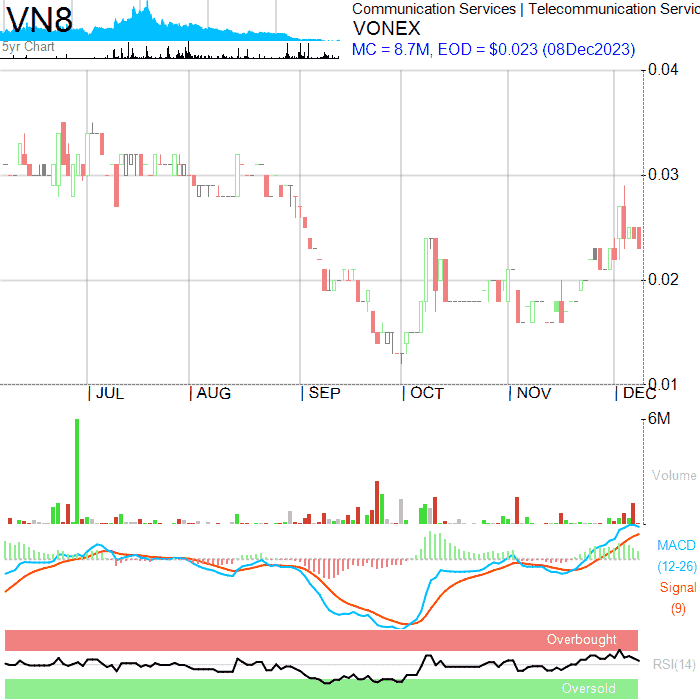 VN8
5yr Chart
Communication Services | Telecommunication Servic
VONEX
MC = 8.7M, EOD = $0.023 (08Dec2023)
0.04
0.03
0.02
0.01
| JUL | AUG | SEP | OCT | NOV | DEC
6M
Volume
MACD
(12-26)
Signal
(9)
Overbought
RSI(14)
Oversold